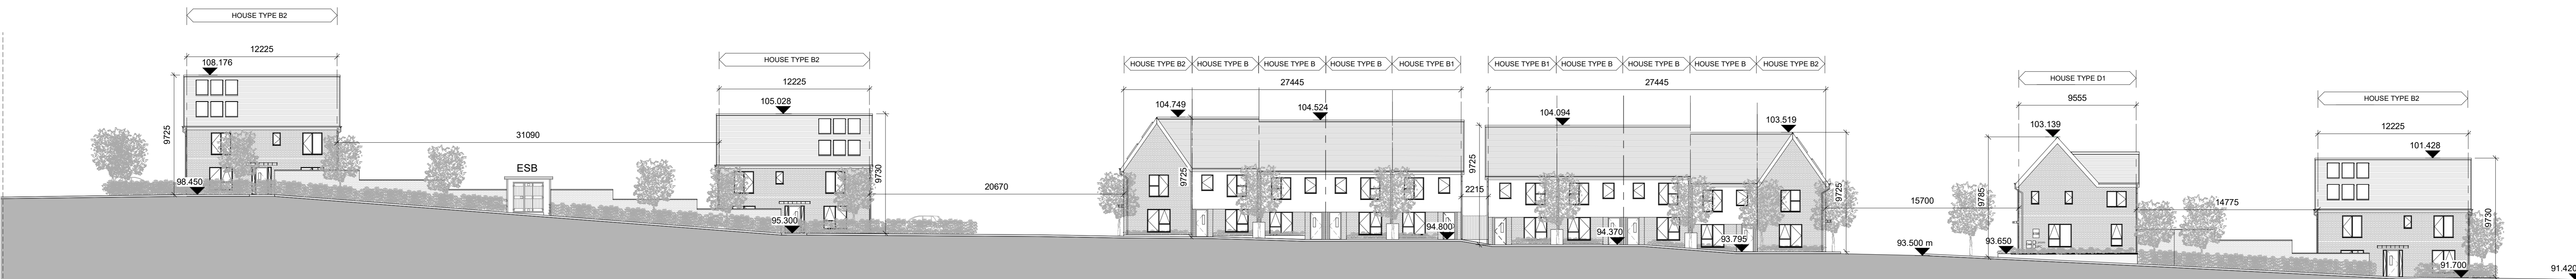 HOUSE TYPE B2
12225
108.176
9725
98.450
31090
ESB
HOUSE TYPE B2
12225
105.028
9730
95.300
20670
HOUSE TYPE B2
HOUSE TYPE B
HOUSE TYPE B
HOUSE TYPE B
HOUSE TYPE B1
27445
104.749
104.524
9725
94.800
9725
2215
HOUSE TYPE B1
HOUSE TYPE B
HOUSE TYPE B
HOUSE TYPE B
HOUSE TYPE B2
27445
104.094
103.519
94.370
93.795
9725
15700
93.500 m
HOUSE TYPE D1
9555
103.139
9785
93.650
14775
HOUSE TYPE B2
12225
101.428
9730
91.700
91.420